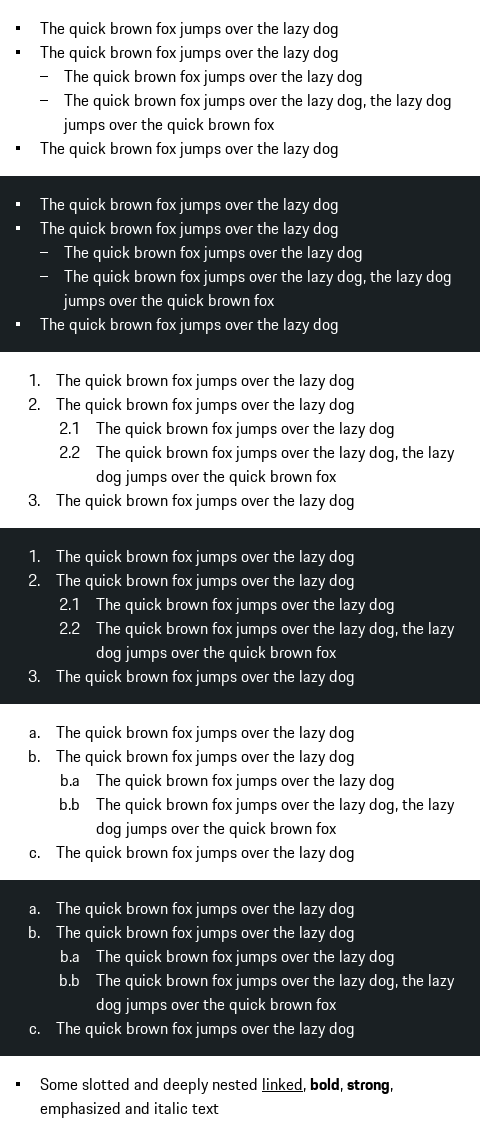 ▪ The quick brown fox jumps over the lazy dog
▪ The quick brown fox jumps over the lazy dog
– The quick brown fox jumps over the lazy dog
– The quick brown fox jumps over the lazy dog, the lazy dog
jumps over the quick brown fox
▪ The quick brown fox jumps over the lazy dog
▪ The quick brown fox jumps over the lazy dog
▪ The quick brown fox jumps over the lazy dog
– The quick brown fox jumps over the lazy dog
– The quick brown fox jumps over the lazy dog, the lazy dog
jumps over the quick brown fox
▪ The quick brown fox jumps over the lazy dog
1. The quick brown fox jumps over the lazy dog
2. The quick brown fox jumps over the lazy dog
2.1 The quick brown fox jumps over the lazy dog
2.2 The quick brown fox jumps over the lazy dog, the lazy
dog jumps over the quick brown fox
3. The quick brown fox jumps over the lazy dog
1. The quick brown fox jumps over the lazy dog
2. The quick brown fox jumps over the lazy dog
2.1 The quick brown fox jumps over the lazy dog
2.2 The quick brown fox jumps over the lazy dog, the lazy
dog jumps over the quick brown fox
3. The quick brown fox jumps over the lazy dog
a. The quick brown fox jumps over the lazy dog
b. The quick brown fox jumps over the lazy dog
b.a The quick brown fox jumps over the lazy dog
b.b The quick brown fox jumps over the lazy dog, the lazy
dog jumps over the quick brown fox
c. The quick brown fox jumps over the lazy dog
a. The quick brown fox jumps over the lazy dog
b. The quick brown fox jumps over the lazy dog
b.a The quick brown fox jumps over the lazy dog
b.b The quick brown fox jumps over the lazy dog, the lazy
dog jumps over the quick brown fox
c. The quick brown fox jumps over the lazy dog
▪ Some slotted and deeply nested linked, bold, strong,
emphasized and italic text